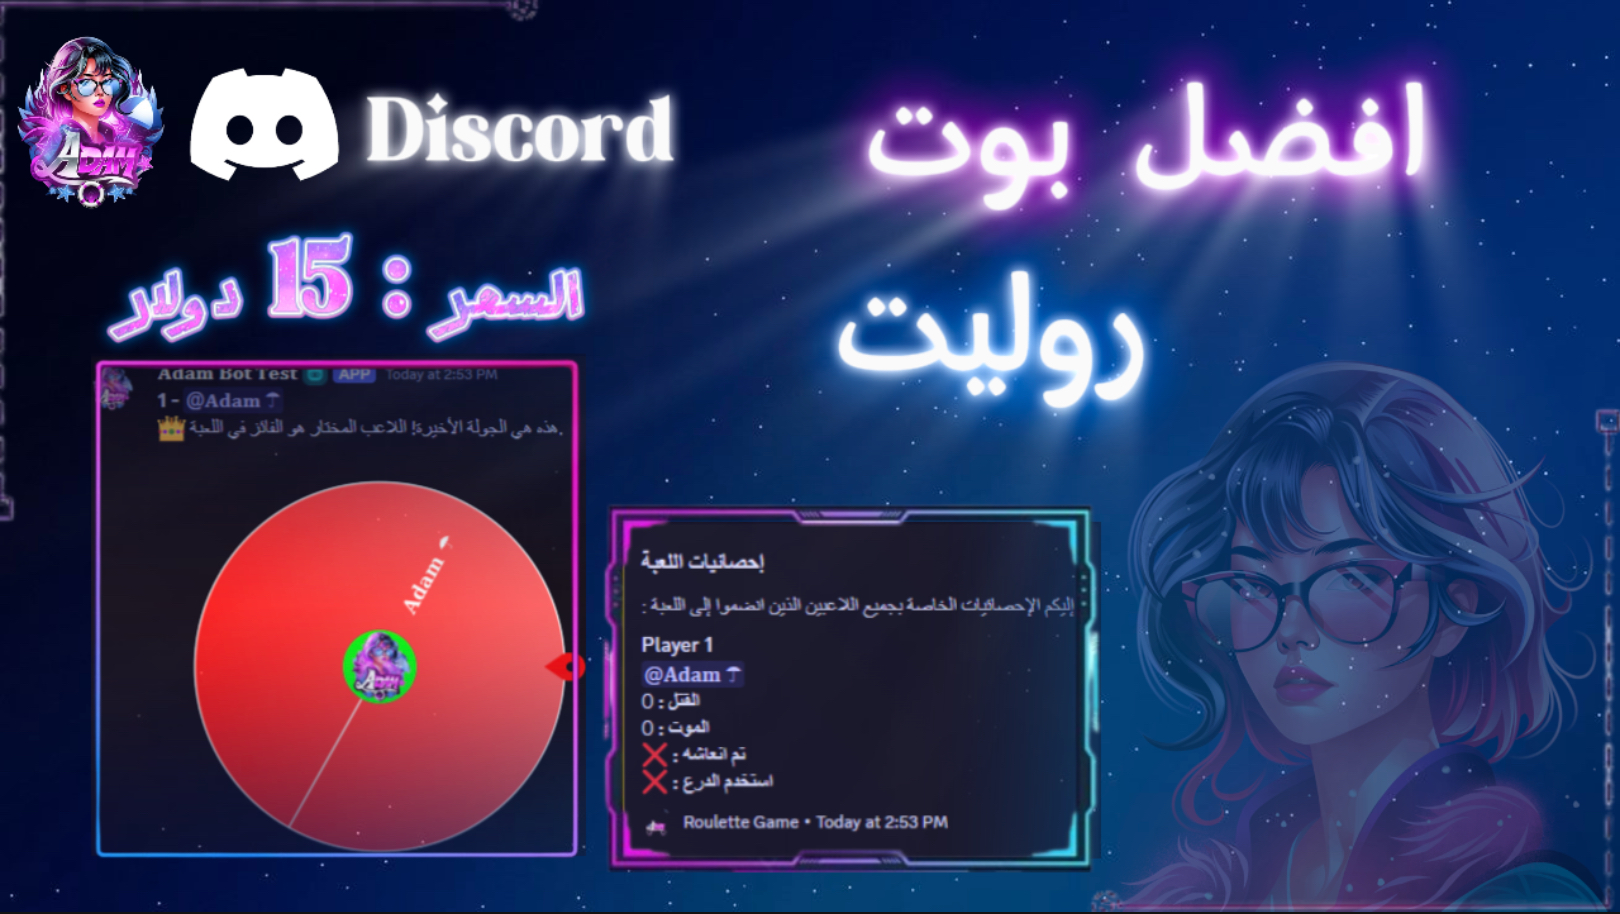 ADAM
Discord
افضل بوت
روليت
السعر : 15 دولار
Adam Bot Test APP Today at 2:53 PM
1 - @Adam ☂
هذه هي الجولة الأخيرة! اللاعب المختار هو الفائز في اللعبة 👑.
Adam ☂
ADAM
إحصائيات اللعبة
إليكم الإحصائيات الخاصة بجميع اللاعبين الذين انضموا إلى اللعبة :
Player 1
@Adam ☂
القتل : 0
الموت : 0
تم انعاشه : ❌
استخدم الدرع : ❌
Roulette Game • Today at 2:53 PM